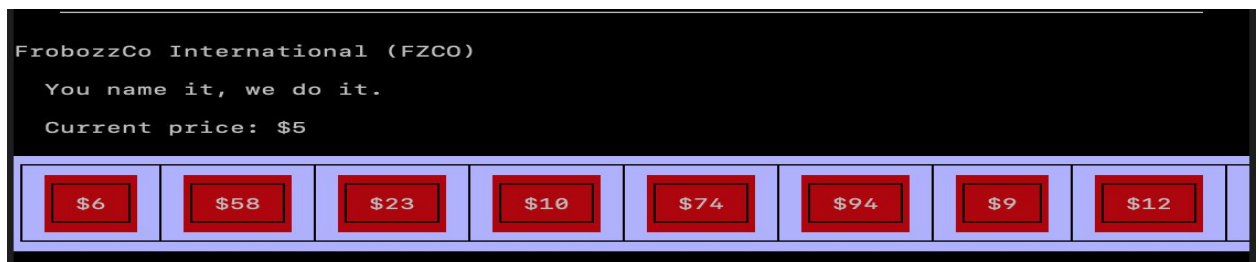 FrobozzCo International (FZCO)
You name it, we do it.
Current price: $5
$6 $58 $23 $10 $74 $94 $9 $12